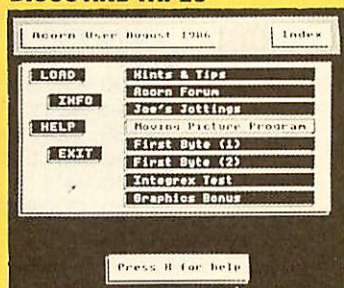 DISCS AND TAPES
Acorn User August 1986
Index
LOAD
INFO
HELP
EXIT
Hints & Tips
Acorn Forum
Joe's Jottings
Moving Picture Program
First Byte (1)
First Byte (2)
Integrex Test
Graphics Bonus
Press H for help